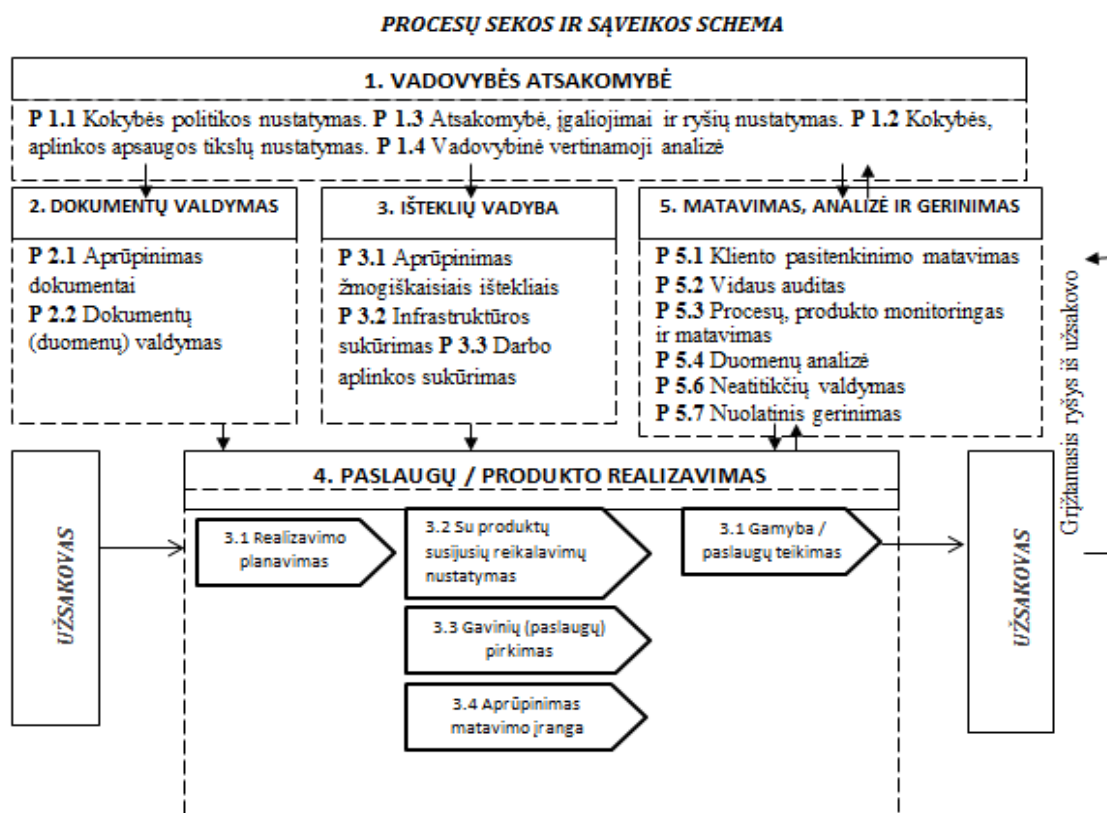 PROCESŲ SEKOS IR SĄVEIKOS SCHEMA
1. VADOVYBĖS ATSAKOMYBĖ
P 1.1 Kokybės politikos nustatymas. P 1.3 Atsakomybė, įgaliojimai ir ryšių nustatymas. P 1.2 Kokybės,
aplinkos apsaugos tikslų nustatymas. P 1.4 Vadovybinė vertinamoji analizė
2. DOKUMENTŲ VALDYMAS
P 2.1 Aprūpinimas
dokumentai
P 2.2 Dokumentų
(duomenų) valdymas
3. IŠTEKLIŲ VADYBA
P 3.1 Aprūpinimas
žmogiškaisiais ištekliais
P 3.2 Infrastruktūros
sukūrimas P 3.3 Darbo
aplinkos sukūrimas
5. MATAVIMAS, ANALIZĖ IR GERINIMAS
P 5.1 Kliento pasitenkinimo matavimas
P 5.2 Vidaus auditas
P 5.3 Procesų, produkto monitoringas
ir matavimas
P 5.4 Duomenų analizė
P 5.6 Neatitikčių valdymas
P 5.7 Nuolatinis gerinimas
Grįžtamasis ryšys iš užsakovo
UŽSAKOVAS
4. PASLAUGŲ / PRODUKTO REALIZAVIMAS
3.1 Realizavimo
planavimas
3.2 Su produktų
susijusių reikalavimų
nustatymas
3.3 Gavinių (paslaugų)
pirkimas
3.4 Aprūpinimas
matavimo įranga
3.1 Gamyba /
paslaugų teikimas
UŽSAKOVAS